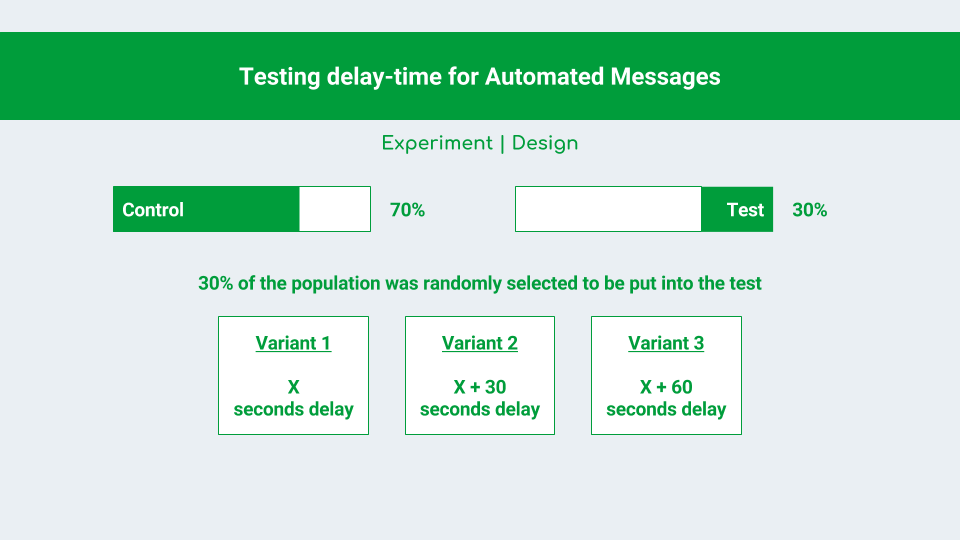 Testing delay-time for Automated Messages
Experiment | Design
Control
70%
Test
30%
30% of the population was randomly selected to be put into the test
Variant 1
X
seconds delay
Variant 2
X + 30
seconds delay
Variant 3
X + 60
seconds delay